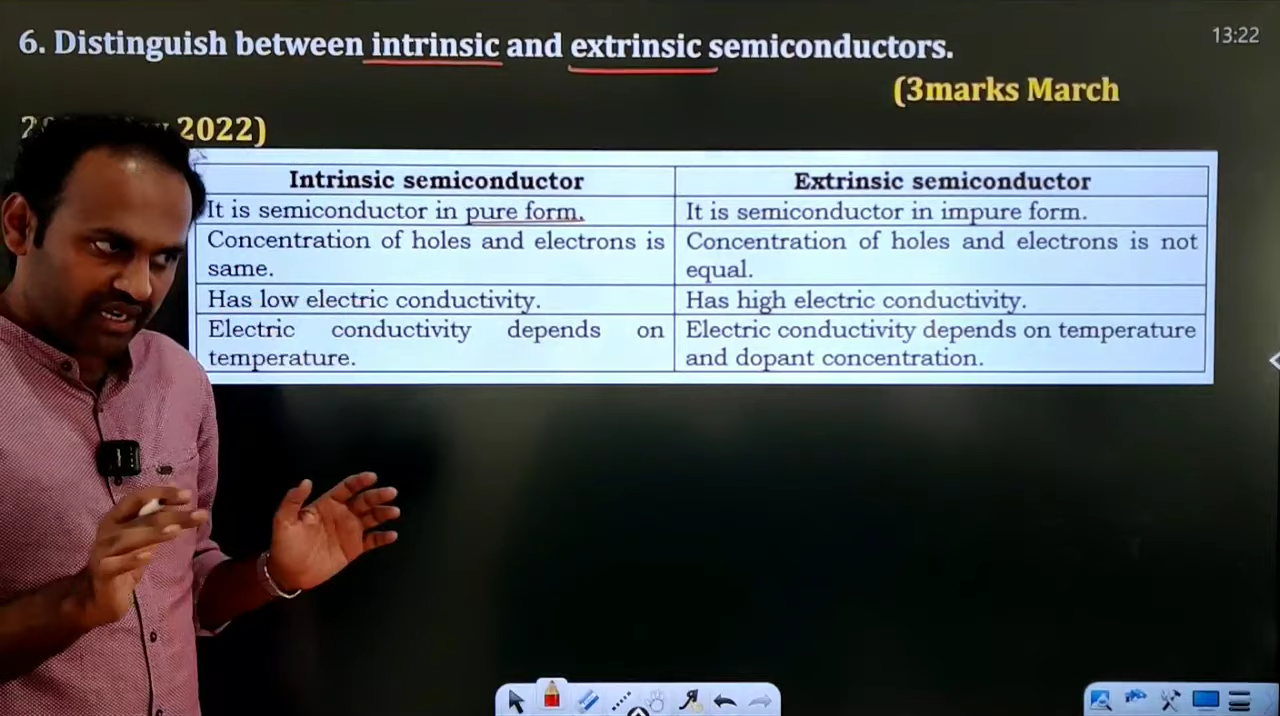 6. Distinguish between intrinsic and extrinsic semiconductors.
13:22
(3marks March
2022)
Intrinsic semiconductor
Extrinsic semiconductor
It is semiconductor in pure form.
It is semiconductor in impure form.
Concentration of holes and electrons is
same.
Concentration of holes and electrons is not
equal.
Has low electric conductivity.
Has high electric conductivity.
Electric conductivity depends on
temperature.
Electric conductivity depends on temperature
and dopant concentration.